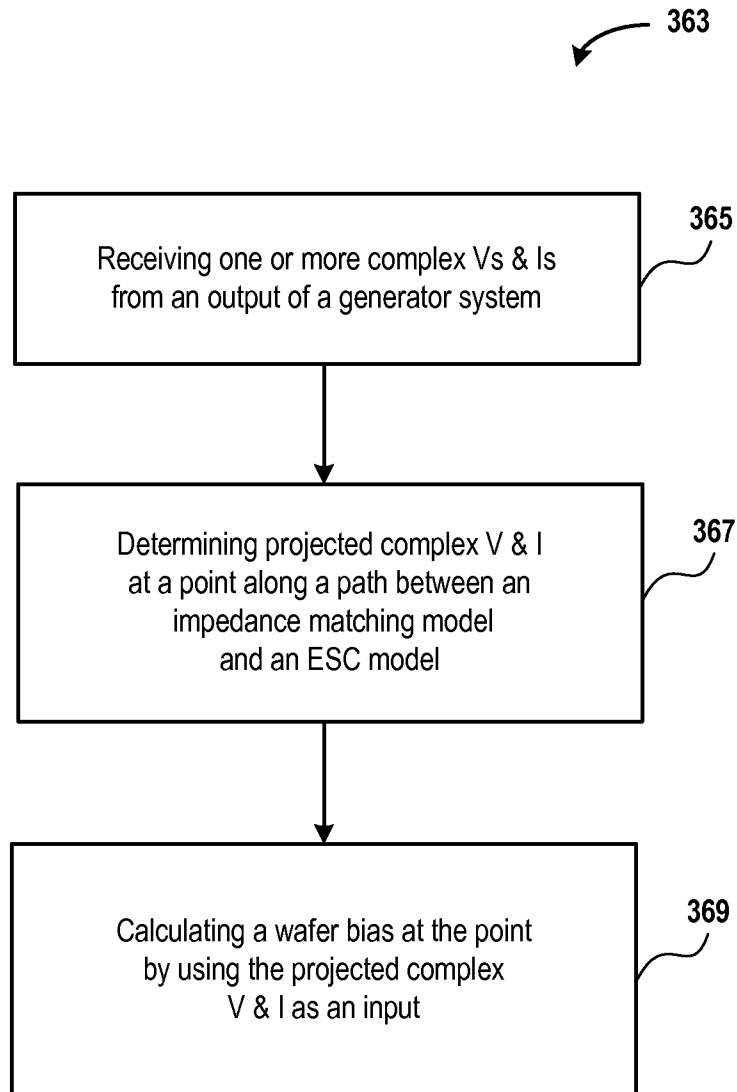 363
365
Receiving one or more complex Vs & Is
from an output of a generator system
367
Determining projected complex V & I
at a point along a path between an
impedance matching model
and an ESC model
369
Calculating a wafer bias at the point
by using the projected complex
V & I as an input